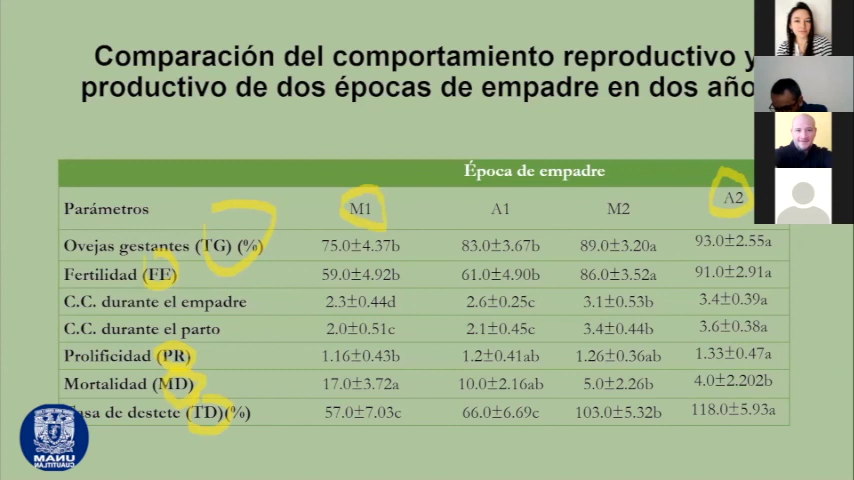 Comparación del comportamiento reproductivo y
productivo de dos épocas de empadre en dos año
Época de empadre
Parámetros M1 A1 M2 A2
Ovejas gestantes (TG) (%) 75.0±4.37b 83.0±3.67b 89.0±3.20a 93.0±2.55a
Fertilidad (FE) 59.0±4.92b 61.0±4.90b 86.0±3.52a 91.0±2.91a
C.C. durante el empadre 2.3±0.44d 2.6±0.25c 3.1±0.53b 3.4±0.39a
C.C. durante el parto 2.0±0.51c 2.1±0.45c 3.4±0.44b 3.6±0.38a
Prolificidad (PR) 1.16±0.43b 1.2±0.41ab 1.26±0.36ab 1.33±0.47a
Mortalidad (MD) 17.0±3.72a 10.0±2.16ab 5.0±2.26b 4.0±2.202b
asa de destete (TD)(%) 57.0±7.03c 66.0±6.69c 103.0±5.32b 118.0±5.93a
UNAM
CUAUTITLÁN